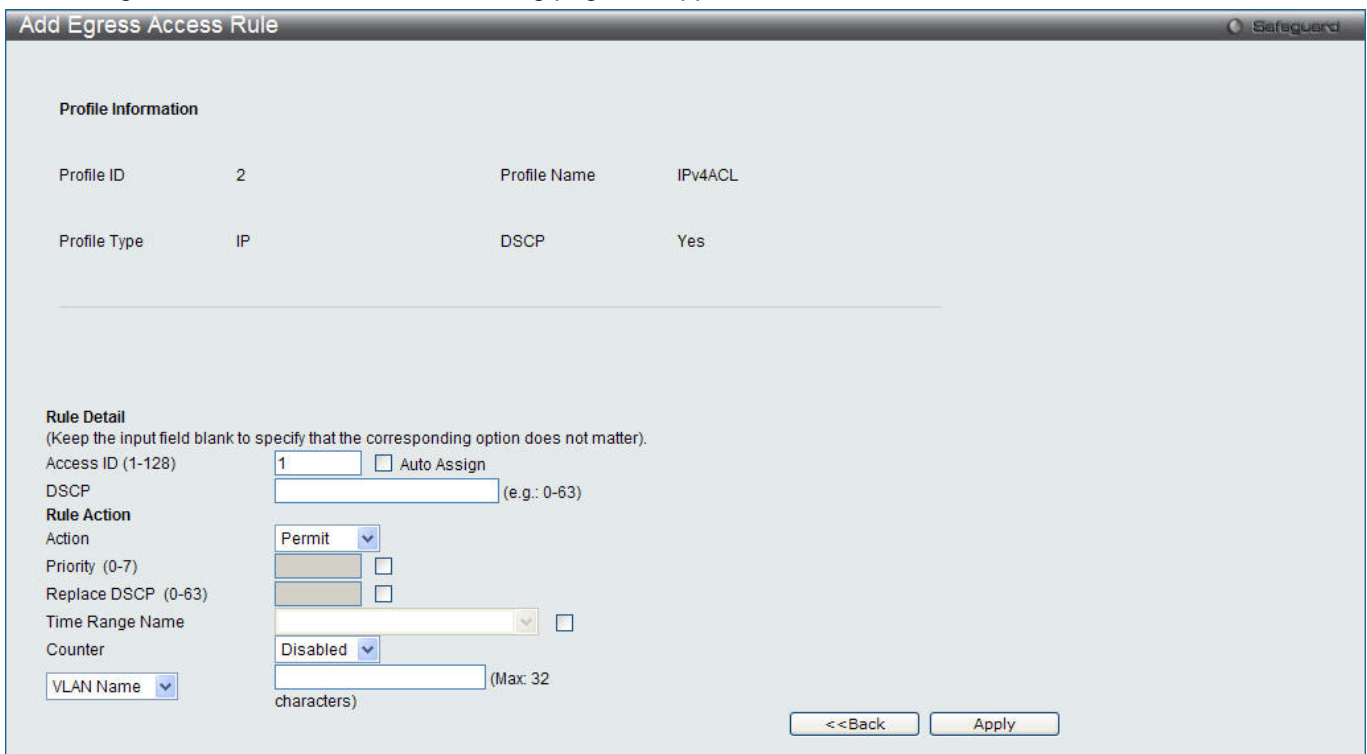 Add Egress Access Rule
Safeguard
Profile Information
Profile ID 2 Profile Name IPv4ACL
Profile Type IP DSCP Yes
Rule Detail
(Keep the input field blank to specify that the corresponding option does not matter).
Access ID (1-128) 1 Auto Assign
DSCP (e.g.: 0-63)
Rule Action
Action Permit
Priority (0-7)
Replace DSCP (0-63)
Time Range Name
Counter Disabled
VLAN Name (Max: 32
characters)
<<Back Apply